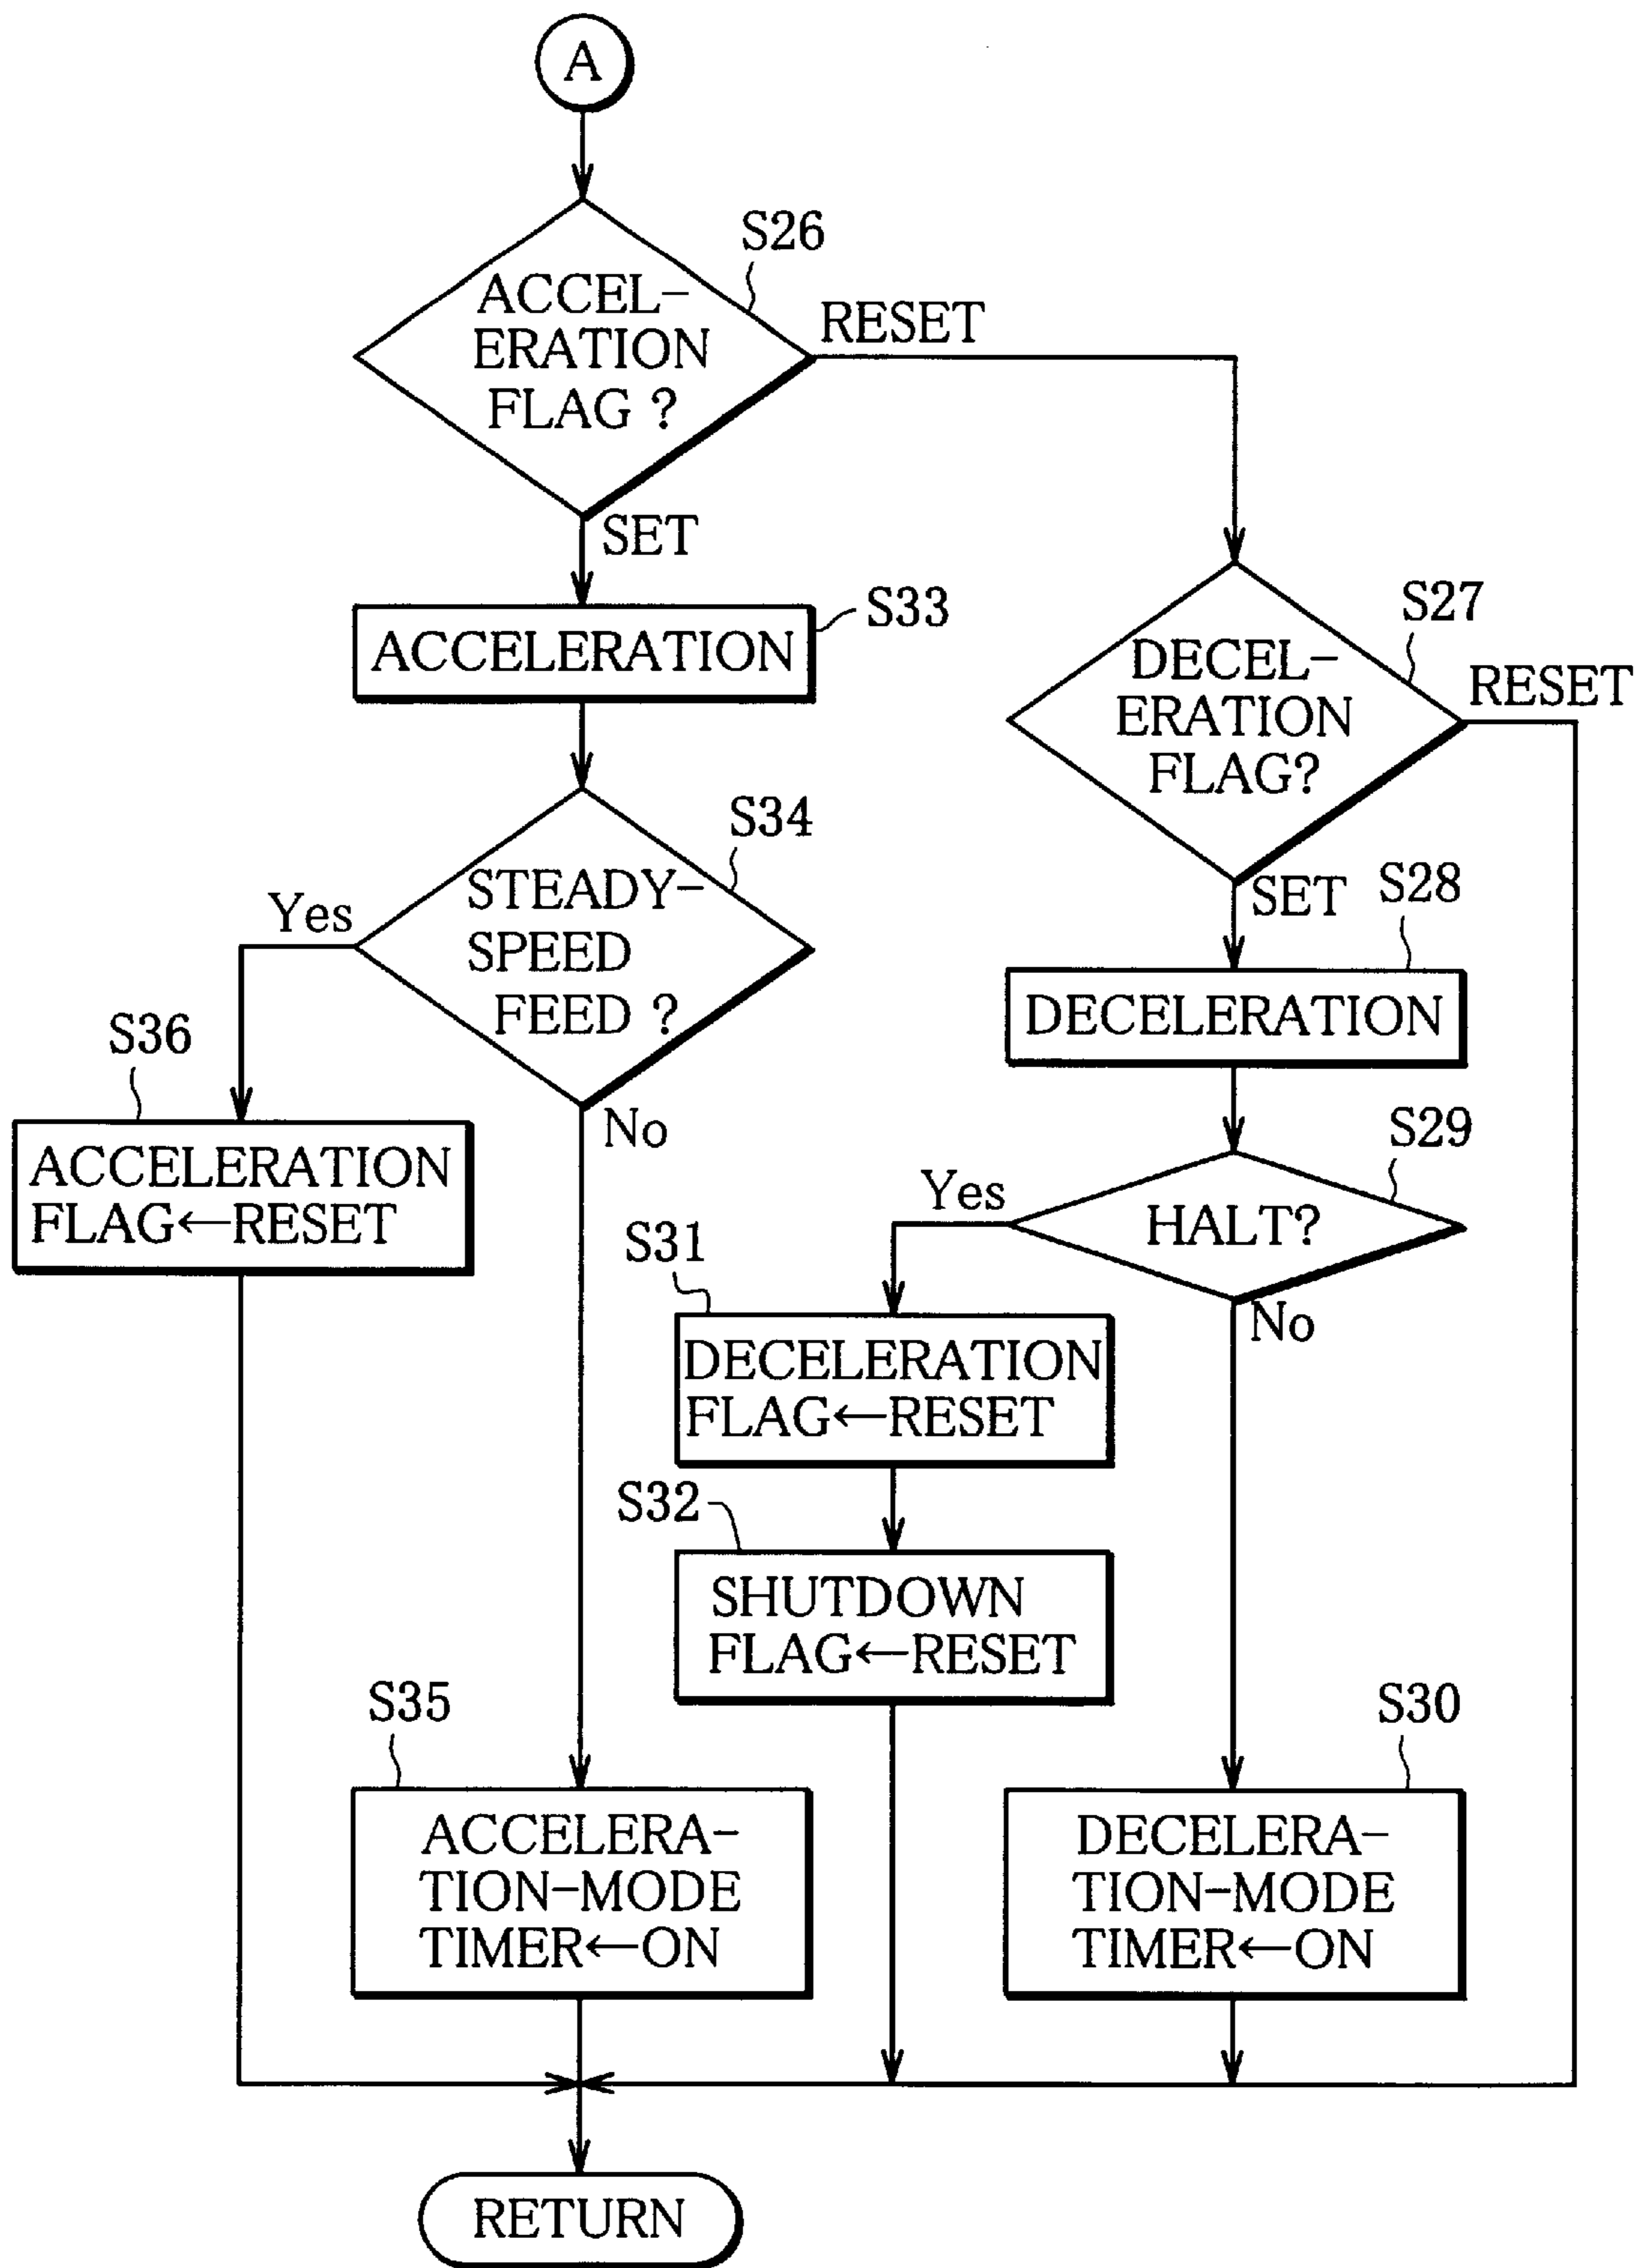 A
S26
ACCEL-
ERATION
FLAG ?
RESET
SET
S33
ACCELERATION
S27
DECEL-
ERATION
FLAG?
RESET
SET
S34
STEADY-
SPEED
FEED ?
Yes
No
S28
DECELERATION
S36
ACCELERATION
FLAG←RESET
S29
HALT?
Yes
No
S31
DECELERATION
FLAG←RESET
S32
SHUTDOWN
FLAG←RESET
S35
ACCELERA-
TION-MODE
TIMER←ON
S30
DECELERA-
TION-MODE
TIMER←ON
RETURN